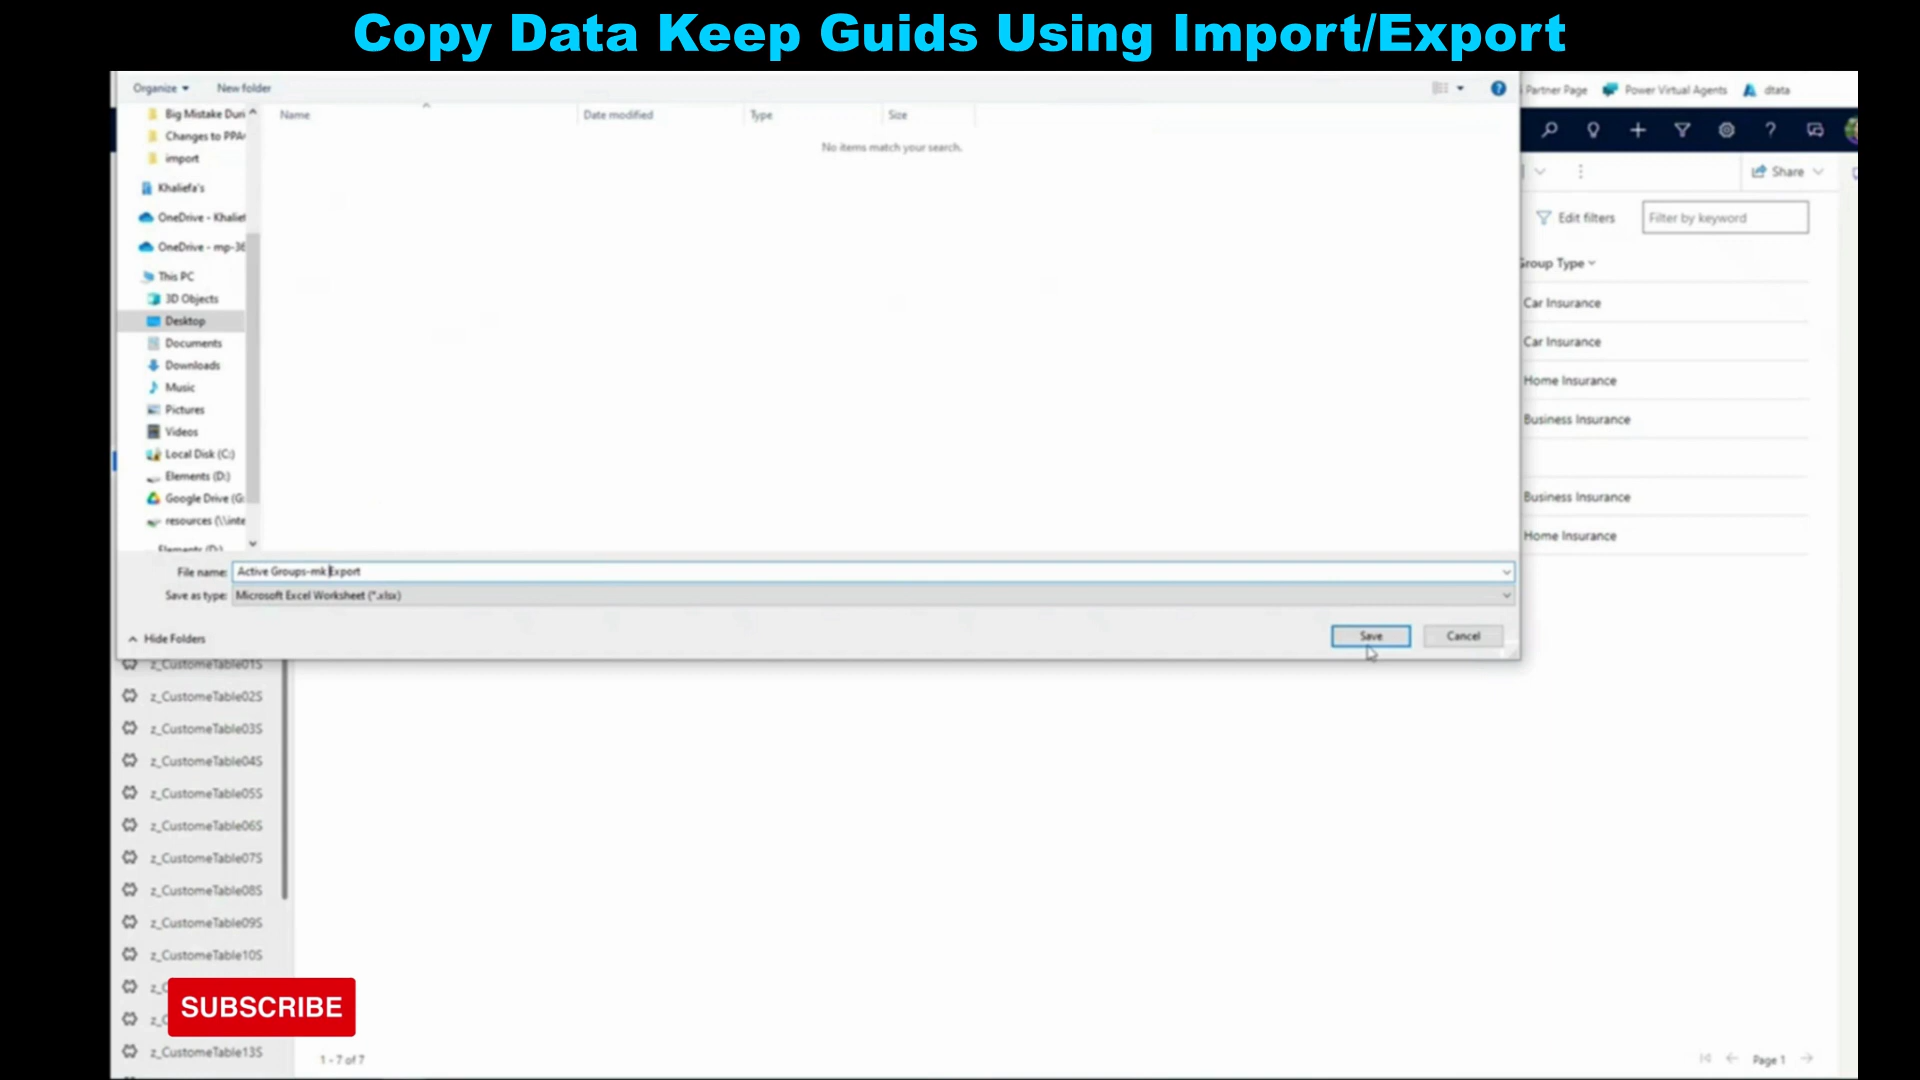 Copy Data Keep Guids Using Import/Export
Organize
New folder
Partner Page
Power Virtual Agents
dtata
Big Mistake Duri
Name
Date modified
Type
Size
Changes to PPA
No items match your search.
import
Share
Khaliefa's
OneDrive - Khalief
Edit filters
Filter by keyword
OneDrive - mp-36
Group Type
This PC
3D Objects
Car Insurance
Desktop
Documents
Car Insurance
Downloads
Music
Home Insurance
Pictures
Business Insurance
Videos
Local Disk (C:)
Elements (D:)
Google Drive (G:
Business Insurance
resources (\\inte
Home Insurance
Elements (D:)
File name:
Active Groups-mkExport
Save as type:
Microsoft Excel Worksheet (*.xlsx)
Hide Folders
Save
Cancel
z_CustomeTable01S
z_CustomeTable02S
z_CustomeTable03S
z_CustomeTable04S
z_CustomeTable05S
z_CustomeTable06S
z_CustomeTable07S
z_CustomeTable08S
z_CustomeTable09S
z_CustomeTable10S
SUBSCRIBE
z_CustomeTable13S
1 - 7 of 7
Page 1